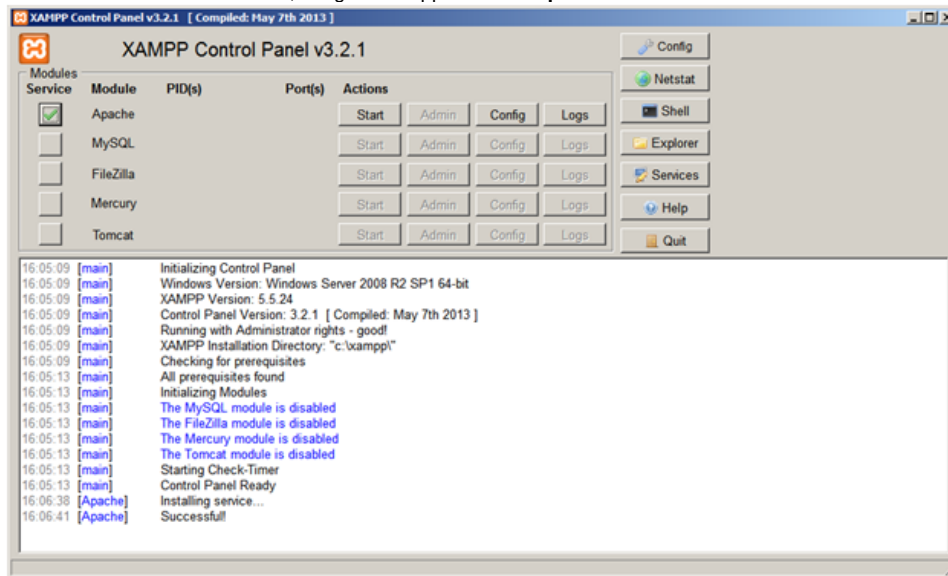 XAMPP Control Panel v3.2.1 [ Compiled: May 7th 2013 ]
XAMPP Control Panel v3.2.1
Config
Modules
Service Module PID(s) Port(s) Actions
Netstat
Apache Start Admin Config Logs
Shell
MySQL Start Admin Config Logs
Explorer
FileZilla Start Admin Config Logs
Services
Mercury Start Admin Config Logs
Help
Tomcat Start Admin Config Logs
Quit
16:05:09 [main] Initializing Control Panel
16:05:09 [main] Windows Version: Windows Server 2008 R2 SP1 64-bit
16:05:09 [main] XAMPP Version: 5.5.24
16:05:09 [main] Control Panel Version: 3.2.1 [ Compiled: May 7th 2013 ]
16:05:09 [main] Running with Administrator rights - good!
16:05:09 [main] XAMPP Installation Directory: "c:\xampp\"
16:05:09 [main] Checking for prerequisites
16:05:13 [main] All prerequisites found
16:05:13 [main] Initializing Modules
16:05:13 [main] The MySQL module is disabled
16:05:13 [main] The FileZilla module is disabled
16:05:13 [main] The Mercury module is disabled
16:05:13 [main] The Tomcat module is disabled
16:05:13 [main] Starting Check-Timer
16:05:13 [main] Control Panel Ready
16:06:38 [Apache] Installing service...
16:06:41 [Apache] Successful!